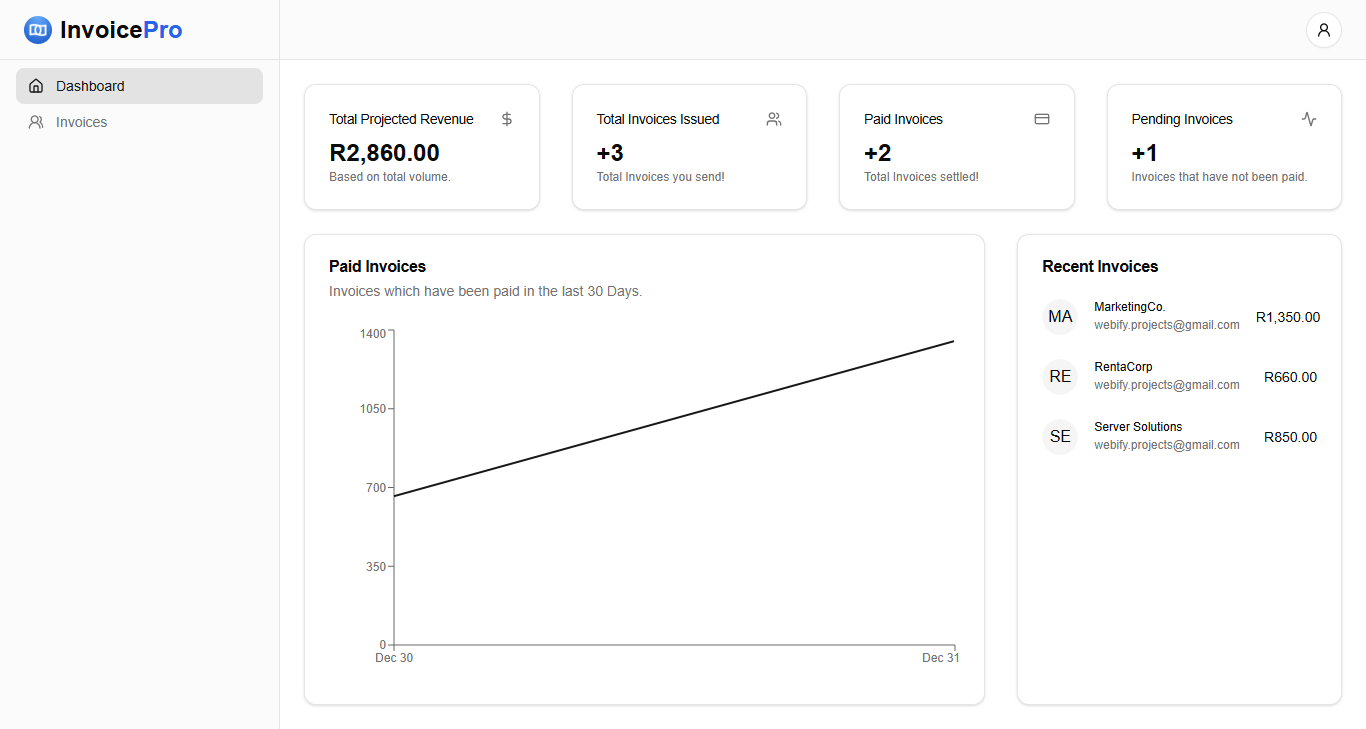 InvoicePro
Dashboard
Invoices
Total Projected Revenue
R2,860.00
Based on total volume.
Total Invoices Issued
+3
Total Invoices you send!
Paid Invoices
+2
Total Invoices settled!
Pending Invoices
+1
Invoices that have not been paid.
Paid Invoices
Invoices which have been paid in the last 30 Days.
1400
1050
700
350
0
Dec 30
Dec 31
Recent Invoices
MA
MarketingCo.
webify.projects@gmail.com
R1,350.00
RE
RentaCorp
webify.projects@gmail.com
R660.00
SE
Server Solutions
webify.projects@gmail.com
R850.00